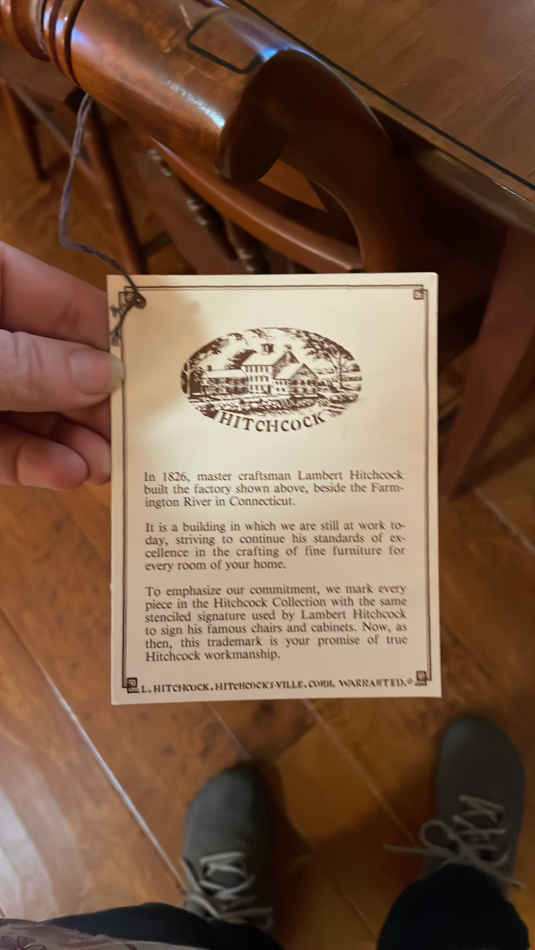 HITCHCOCK
In 1826, master craftsman Lambert Hitchcock
built the factory shown above, beside the Farm-
ington River in Connecticut.
It is a building in which we are still at work to-
day, striving to continue his standards of ex-
cellence in the crafting of fine furniture for
every room of your home.
To emphasize our commitment, we mark every
piece in the Hitchcock Collection with the same
stenciled signature used by Lambert Hitchcock
to sign his famous chairs and cabinets. Now, as
then, this trademark is your promise of true
Hitchcock workmanship.
L. HITCHCOCK. HITCHCOCKS-VILLE. CONN. WARRANTED.